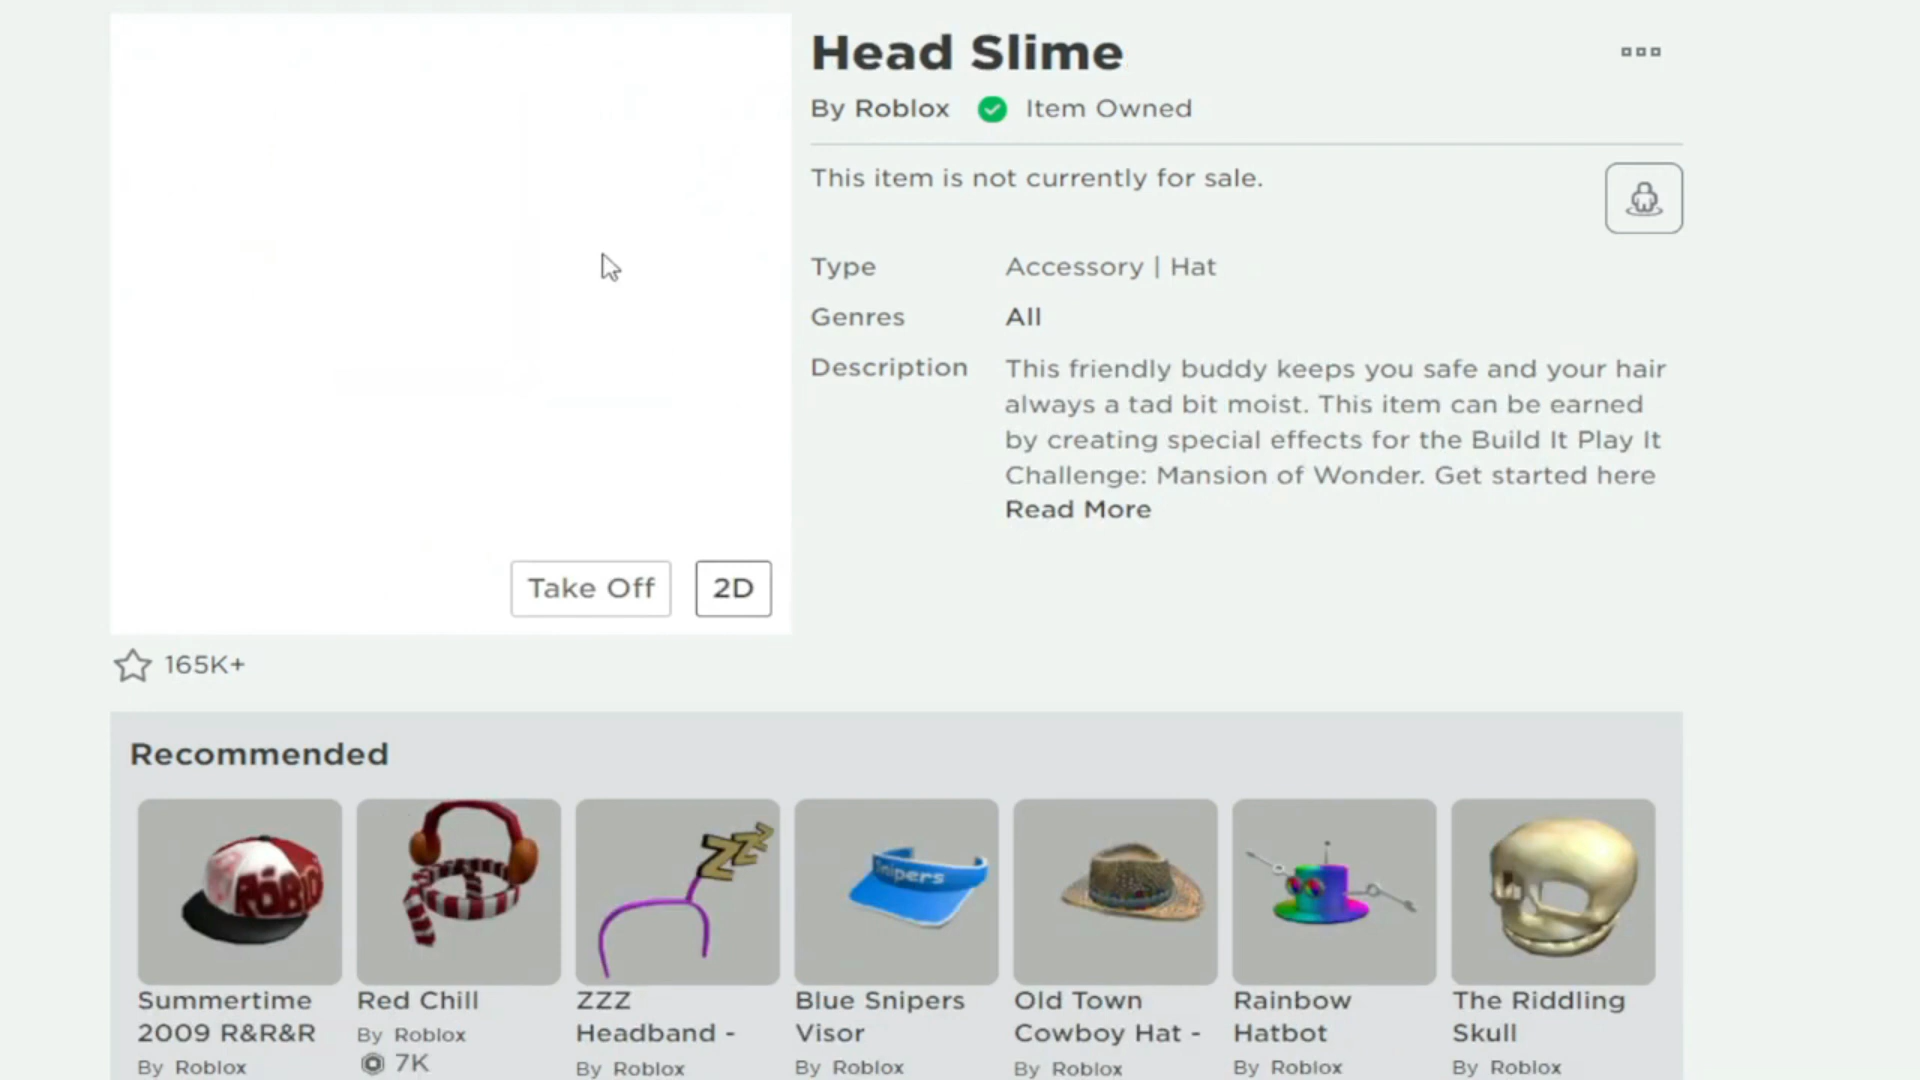 Head Slime
By Roblox Item Owned
This item is not currently for sale.
Type Accessory | Hat
Genres All
Description This friendly buddy keeps you safe and your hair
always a tad bit moist. This item can be earned
by creating special effects for the Build It Play It
Challenge: Mansion of Wonder. Get started here
Read More
Take Off 2D
165K+
Recommended
ROBLO
ZZZ
Snipers
Summertime
2009 R&R&R
By Roblox
Red Chill
By Roblox
7K
ZZZ
Headband -
By Roblox
Blue Snipers
Visor
By Roblox
Old Town
Cowboy Hat -
By Roblox
Rainbow
Hatbot
By Roblox
The Riddling
Skull
By Roblox